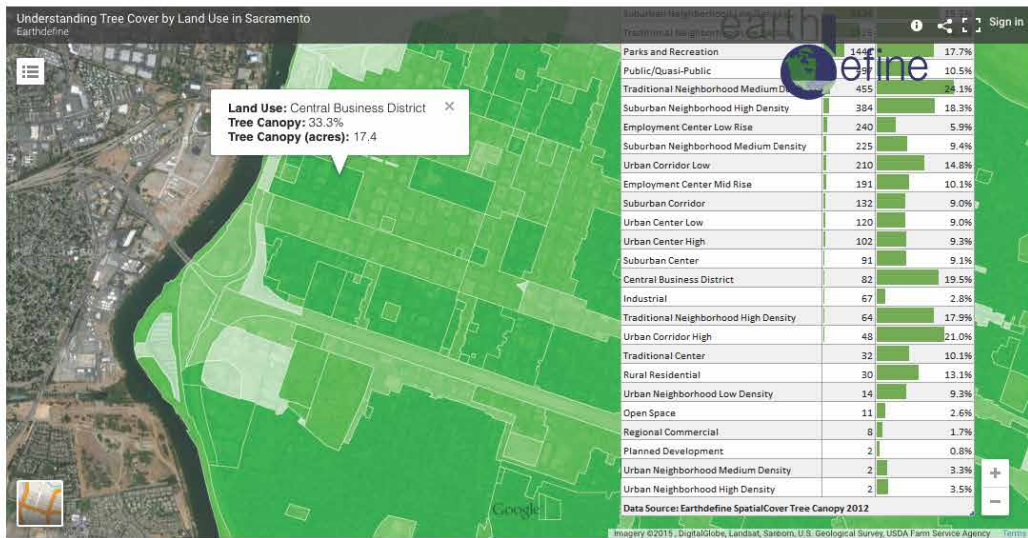 Understanding Tree Cover by Land Use in Sacramento
Earthdefine
Sign in
earth
define
Land Use: Central Business District
Tree Canopy: 33.3%
Tree Canopy (acres): 17.4
Parks and Recreation 17.7%
Public/Quasi-Public 10.5%
Traditional Neighborhood Medium 455 24.1%
Suburban Neighborhood High Density 384 18.3%
Employment Center Low Rise 240 5.9%
Suburban Neighborhood Medium Density 225 9.4%
Urban Corridor Low 210 14.8%
Employment Center Mid Rise 191 10.1%
Suburban Corridor 132 9.0%
Urban Center Low 120 9.0%
Urban Center High 102 9.3%
Suburban Center 91 9.1%
Central Business District 82 19.5%
Industrial 67 2.8%
Traditional Neighborhood High Density 64 17.9%
Urban Corridor High 48 21.0%
Traditional Center 32 10.1%
Rural Residential 30 13.1%
Urban Neighborhood Low Density 14 9.3%
Open Space 11 2.6%
Regional Commercial 8 1.7%
Planned Development 2 0.8%
Urban Neighborhood Medium Density 2 3.3%
Urban Neighborhood High Density 2 3.5%
Data Source: Earthdefine SpatialCover Tree Canopy 2012
Google
Imagery ©2015 , DigitalGlobe, Landsat, Sanborn, U.S. Geological Survey, USDA Farm Service Agency Terms